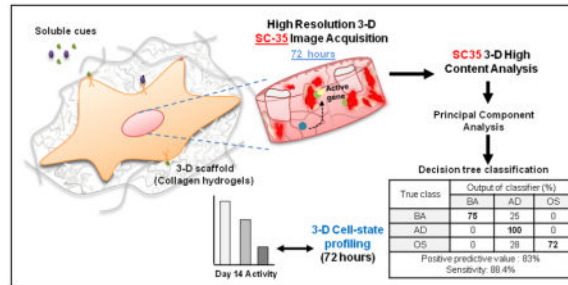 Soluble cues
High Resolution 3-D
SC-35 Image Acquisition
72 hours
Active
gene
3-D scaffold
(Collagen hydrogels)
SC35 3-D High
Content Analysis
Principal Component
Analysis
Decision tree classification
True class Output of classifier (%)
BA AD OS
BA 75 25 0
AD 0 100 0
OS 0 28 72
Positive predictive value : 83%
Sensitivity: 88.4%
3-D Cell-state
profiling
(72 hours)
Day 14 Activity